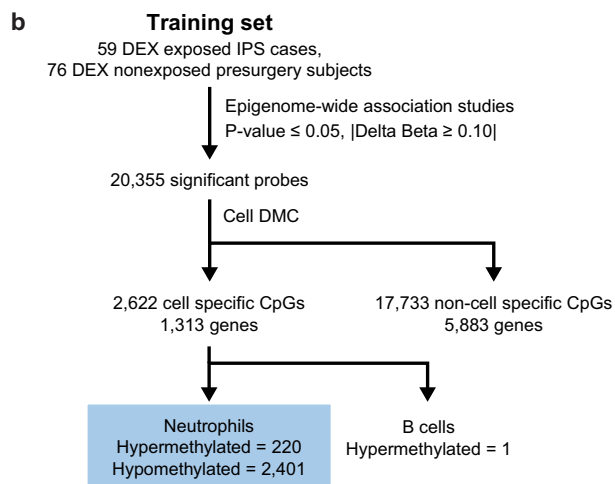 b
Training set
59 DEX exposed IPS cases,
76 DEX nonexposed presurgery subjects
Epigenome-wide association studies
P-value ≤ 0.05, |Delta Beta ≥ 0.10|
20,355 significant probes
Cell DMC
2,622 cell specific CpGs
1,313 genes
17,733 non-cell specific CpGs
5,883 genes
Neutrophils
Hypermethylated = 220
Hypomethylated = 2,401
B cells
Hypermethylated = 1